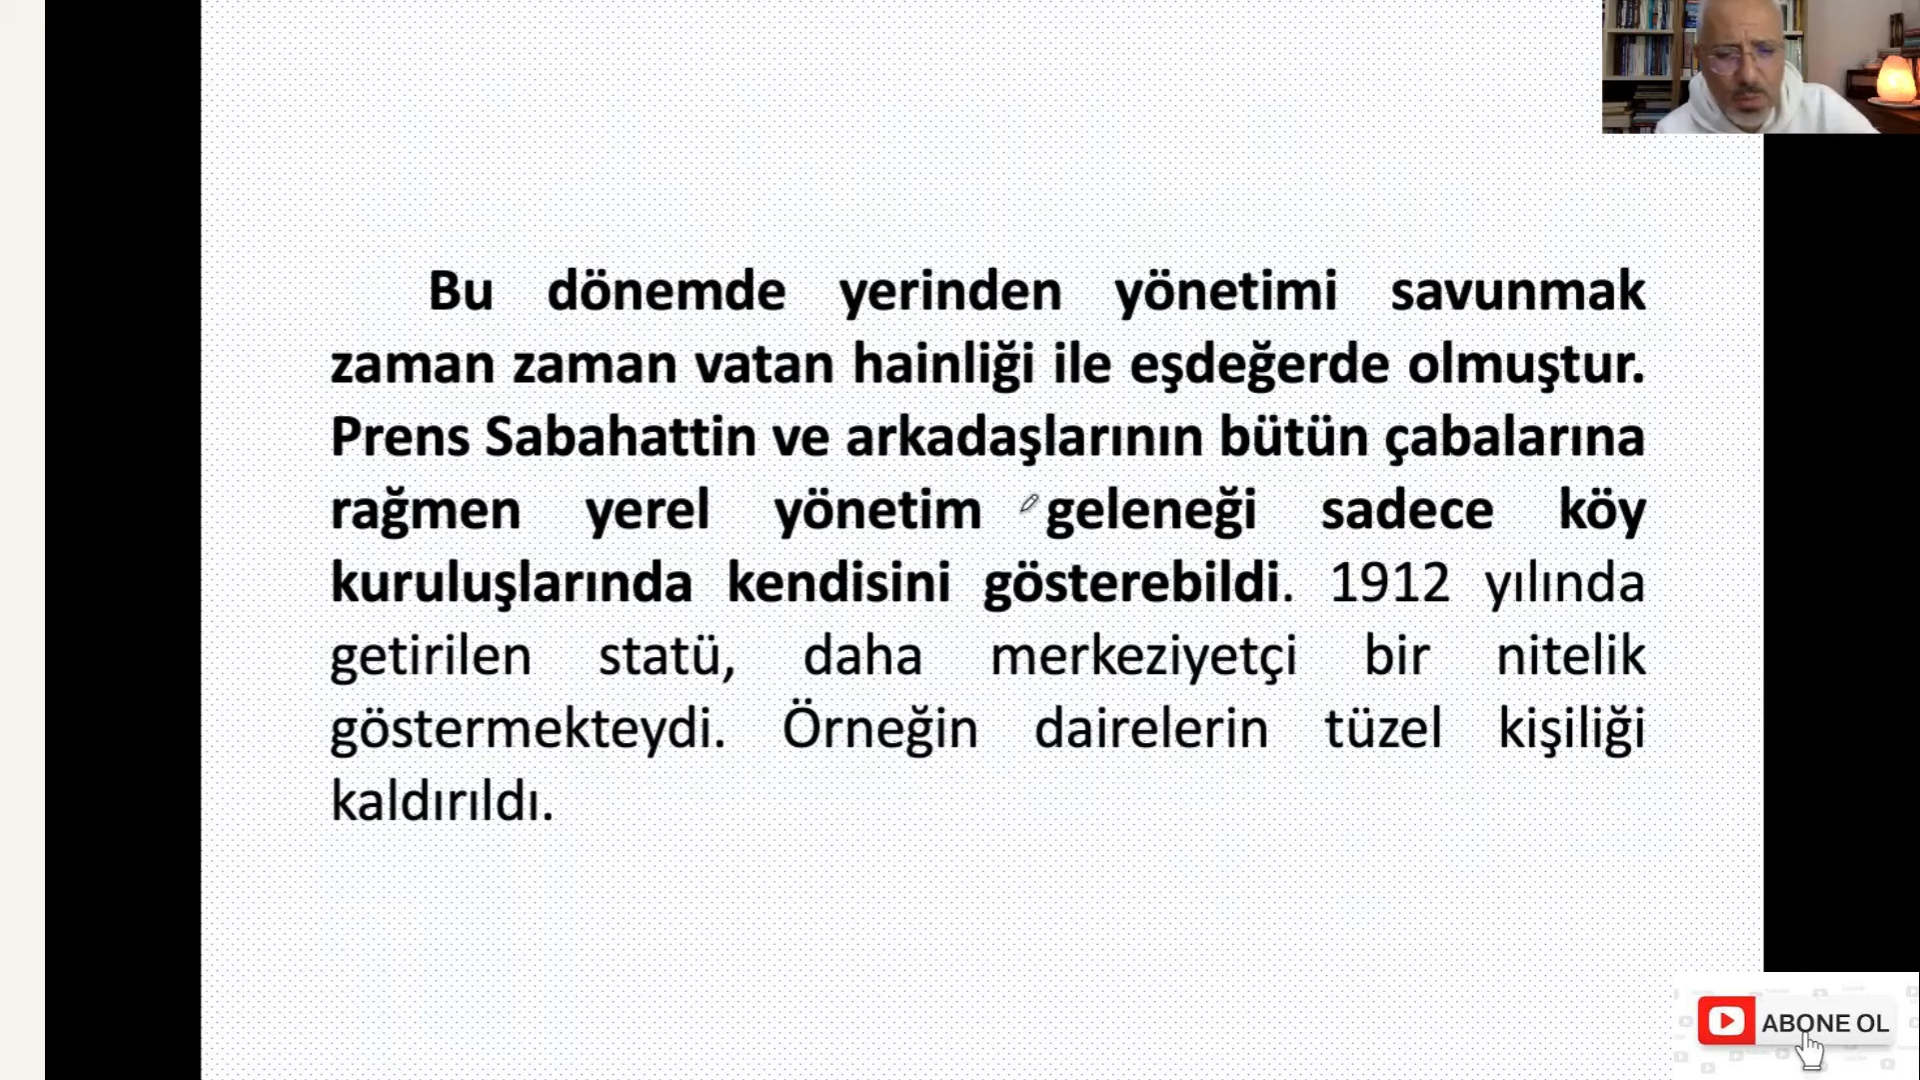 Bu dönemde yerinden yönetimi savunmak
zaman zaman vatan hainliği ile eşdeğerde olmuştur.
Prens Sabahattin ve arkadaşlarının bütün çabalarına
rağmen yerel yönetim geleneği sadece köy
kuruluşlarında kendisini gösterebildi. 1912 yılında
getirilen statü, daha merkeziyetçi bir nitelik
göstermekteydi. Örneğin dairelerin tüzel kişiliği
kaldırıldı.
ABONE OL